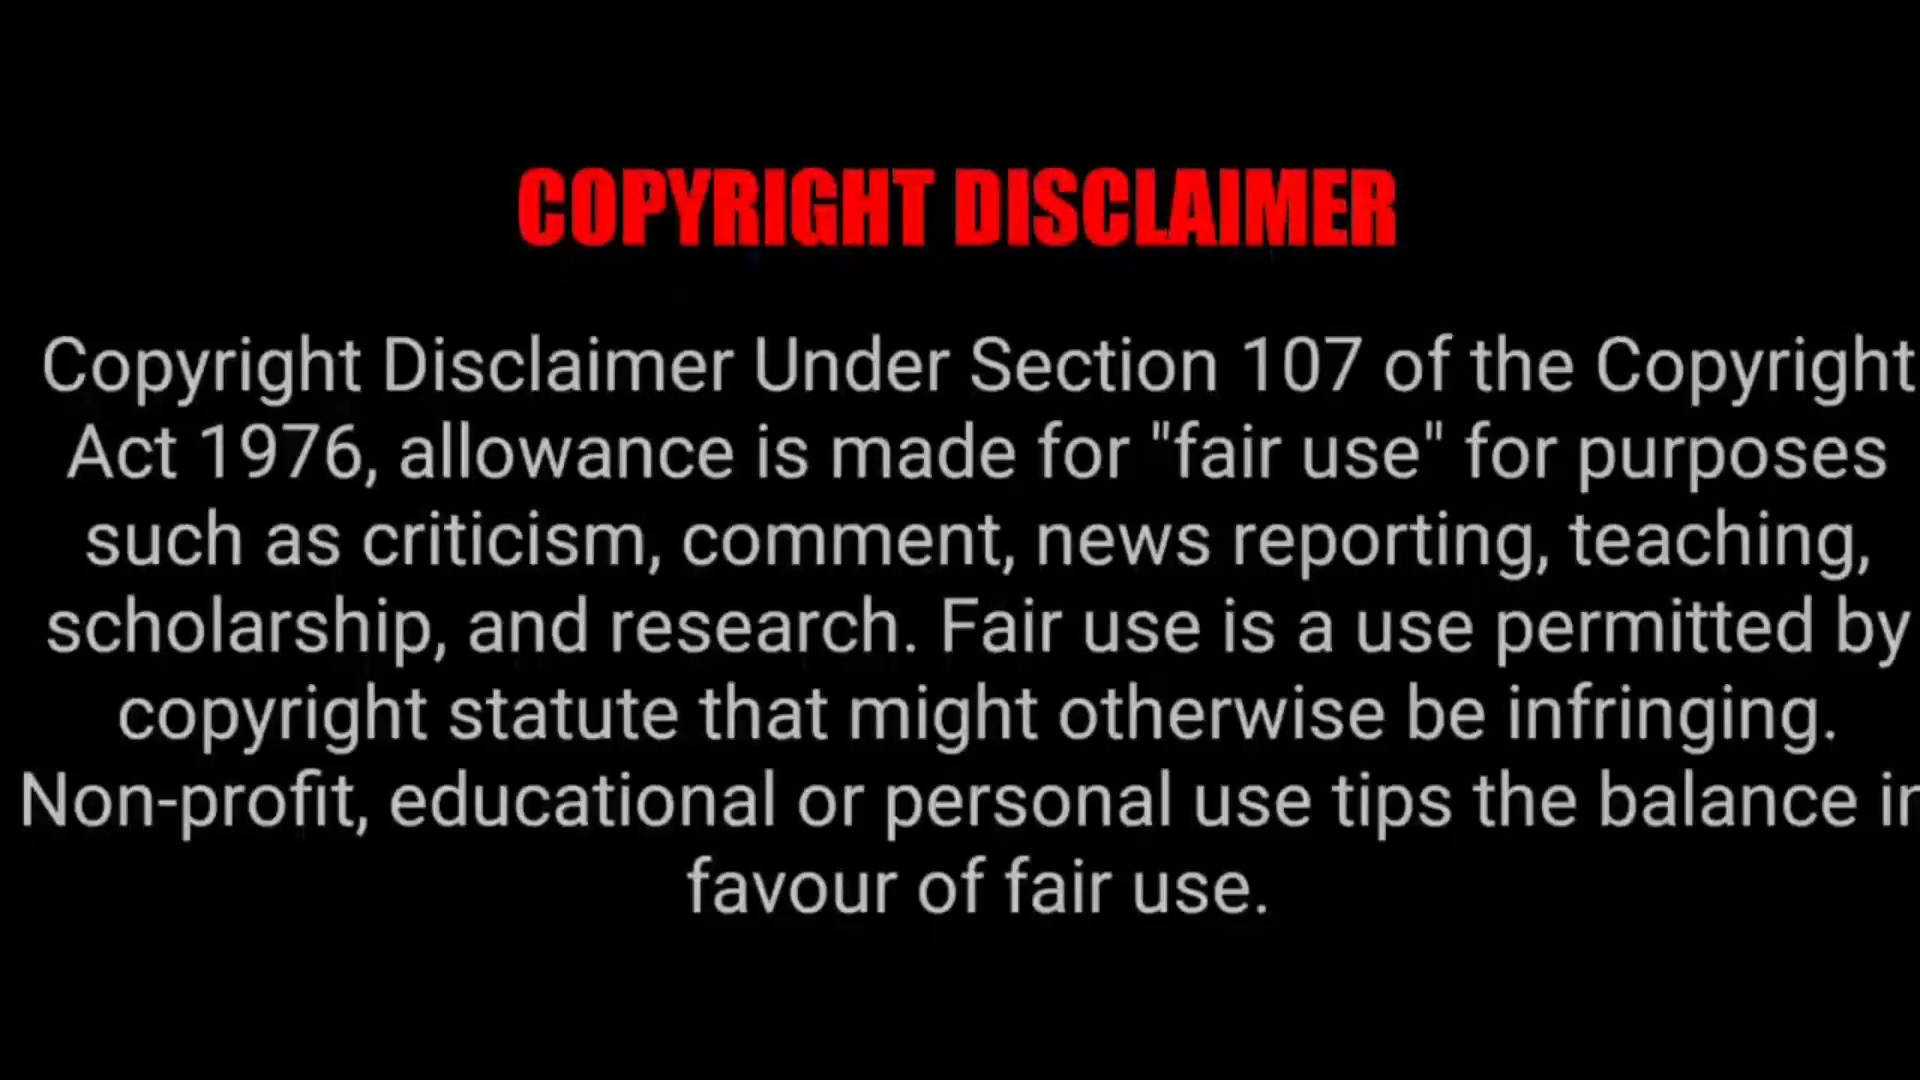 COPYRIGHT DISCLAIMER
Copyright Disclaimer Under Section 107 of the Copyright
Act 1976, allowance is made for "fair use" for purposes
such as criticism, comment, news reporting, teaching,
scholarship, and research. Fair use is a use permitted by
copyright statute that might otherwise be infringing.
Non-profit, educational or personal use tips the balance in
favour of fair use.